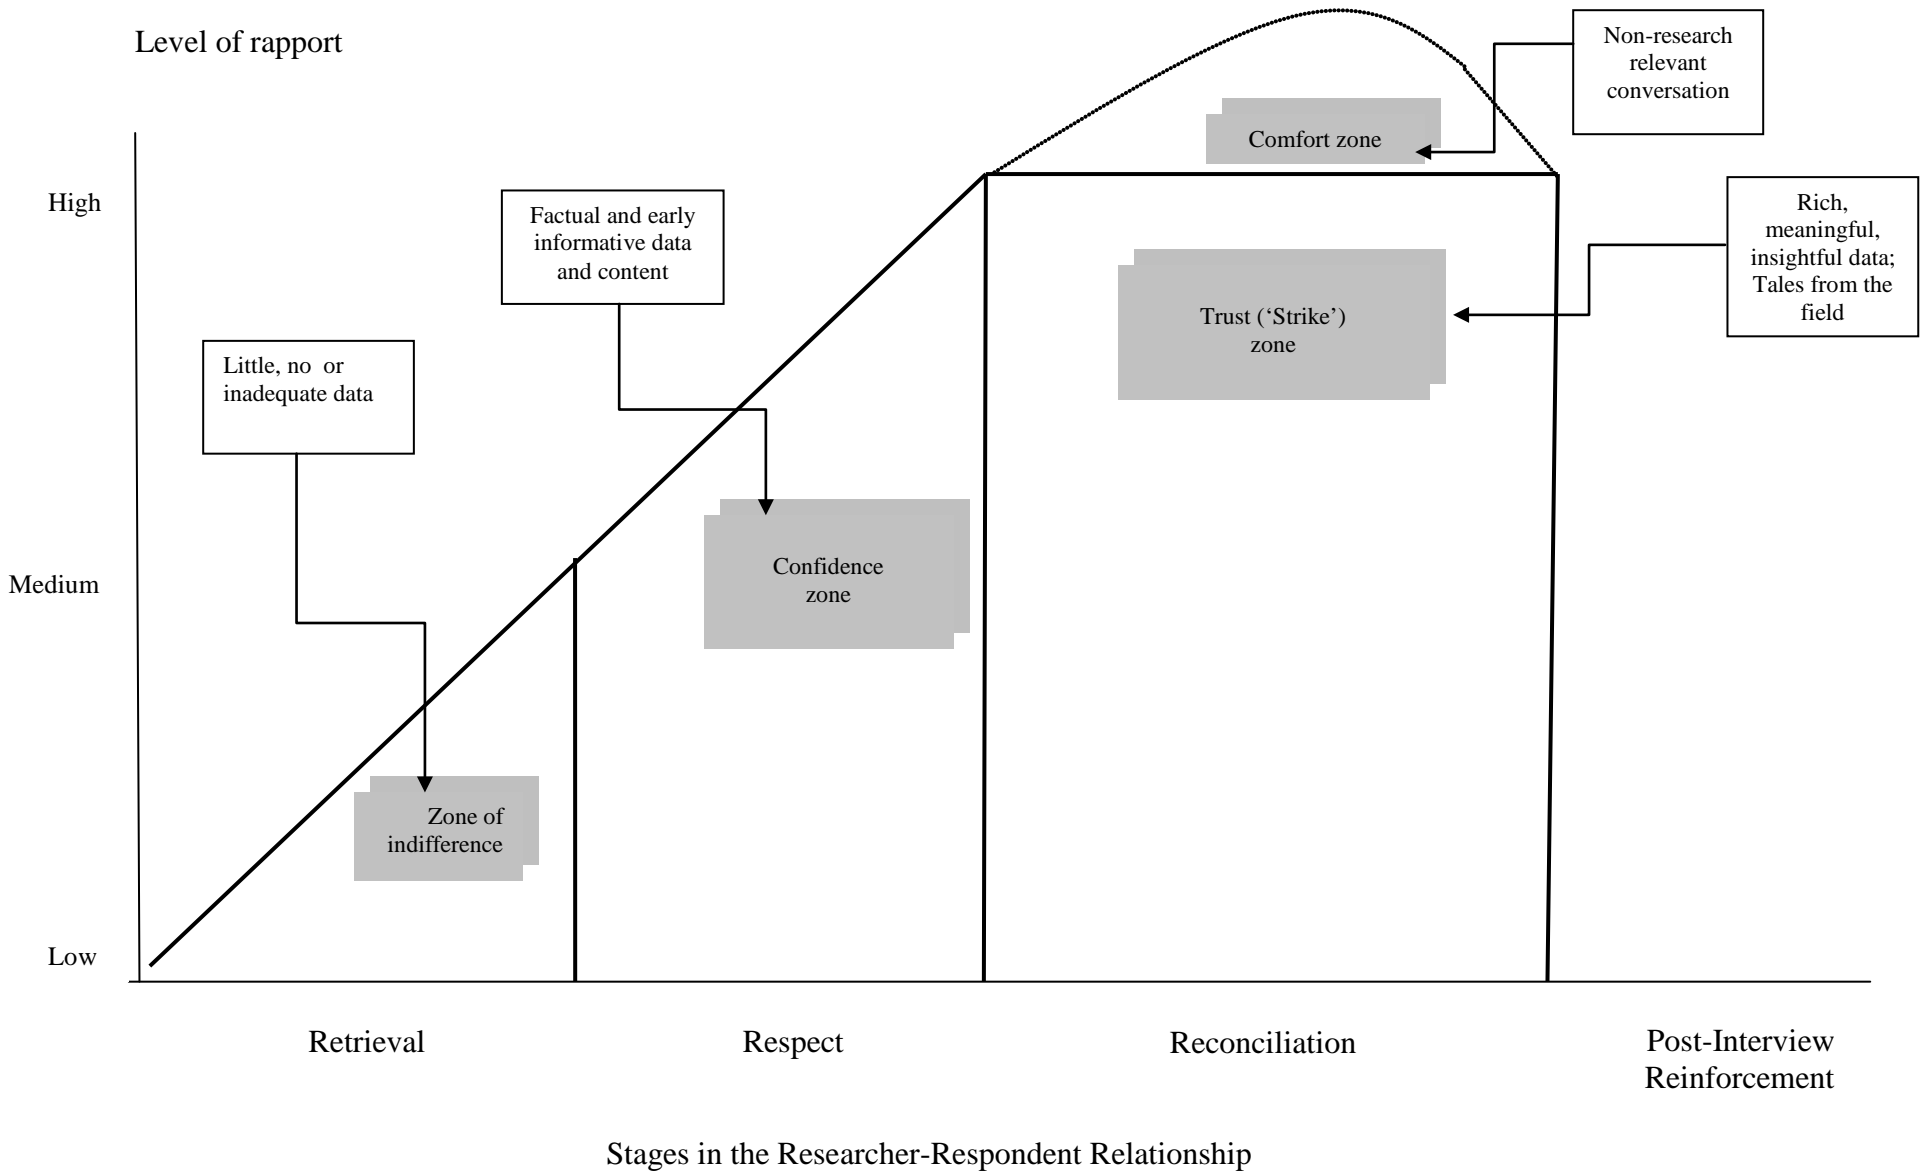 Level of rapport
Non-research
relevant
conversation
Comfort zone
High
Factual and early
informative data
and content
Rich,
meaningful,
insightful data;
Tales from the
field
Trust (‘Strike’)
zone
Little, no or
inadequate data
Confidence
zone
Medium
Zone of
indifference
Low
Retrieval
Respect
Reconciliation
Post-Interview
Reinforcement
Stages in the Researcher-Respondent Relationship